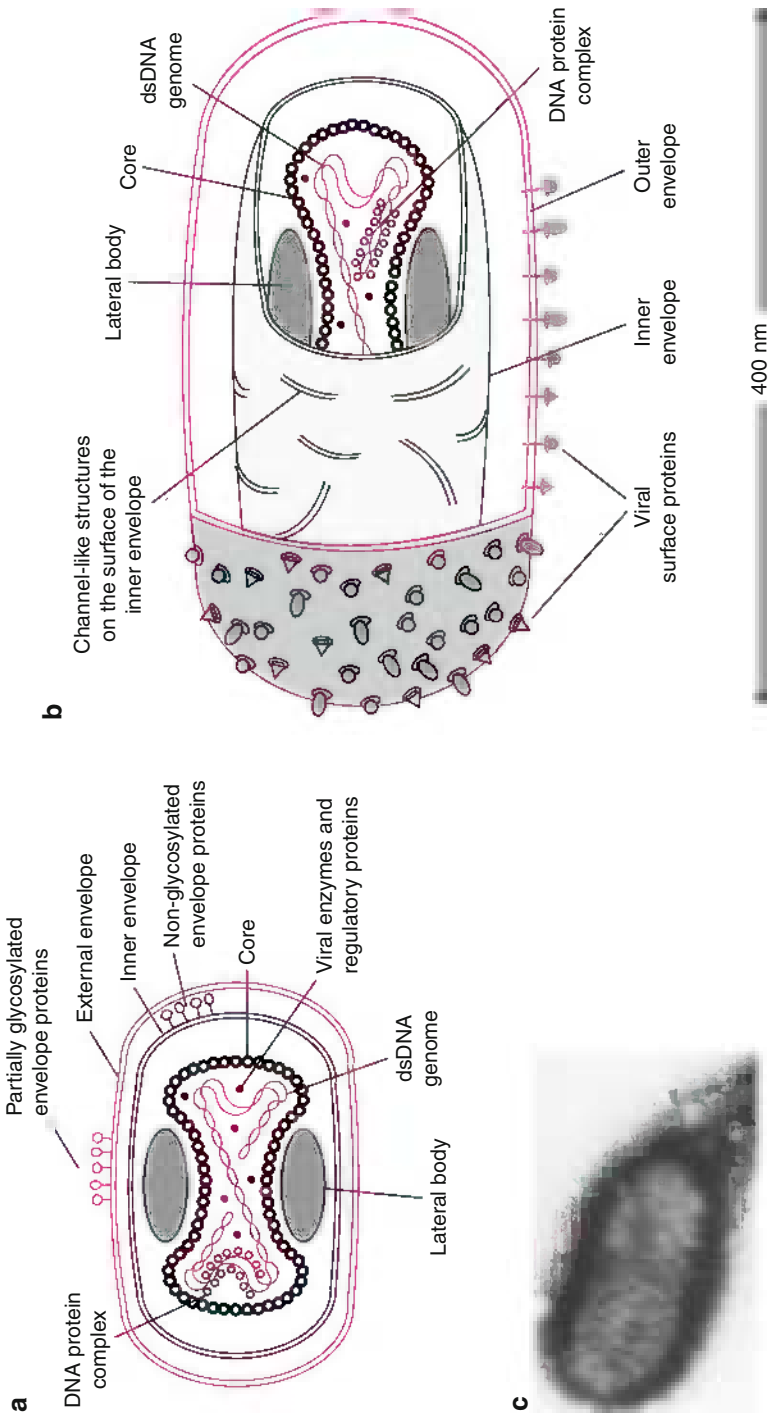 a
Partially glycosylated
envelope proteins
External envelope
Inner envelope
Non-glycosylated
envelope proteins
Core
Viral enzymes and
regulatory proteins
dsDNA
genome
Lateral body
DNA protein
complex
b
Channel-like structures
on the surface of the
inner envelope
Lateral body
Core
dsDNA
genome
DNA protein
complex
Outer
envelope
Inner
envelope
Viral
surface proteins
400 nm
c